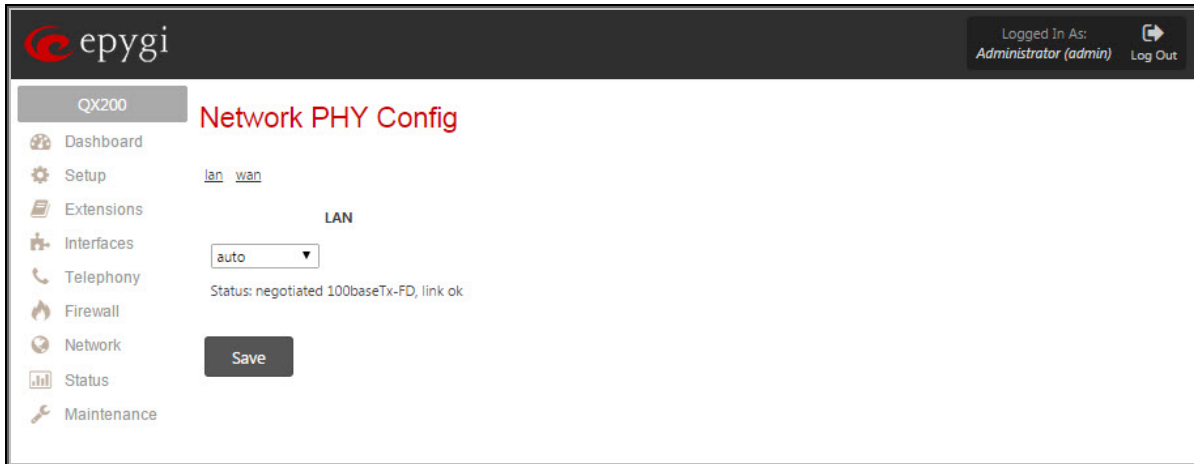 epygi
Logged In As:
Administrator (admin)
Log Out
QX200
Dashboard
Setup
Extensions
Interfaces
Telephony
Firewall
Network
Status
Maintenance
Network PHY Config
lan wan
LAN
auto
Status: negotiated 100baseTx-FD, link ok
Save